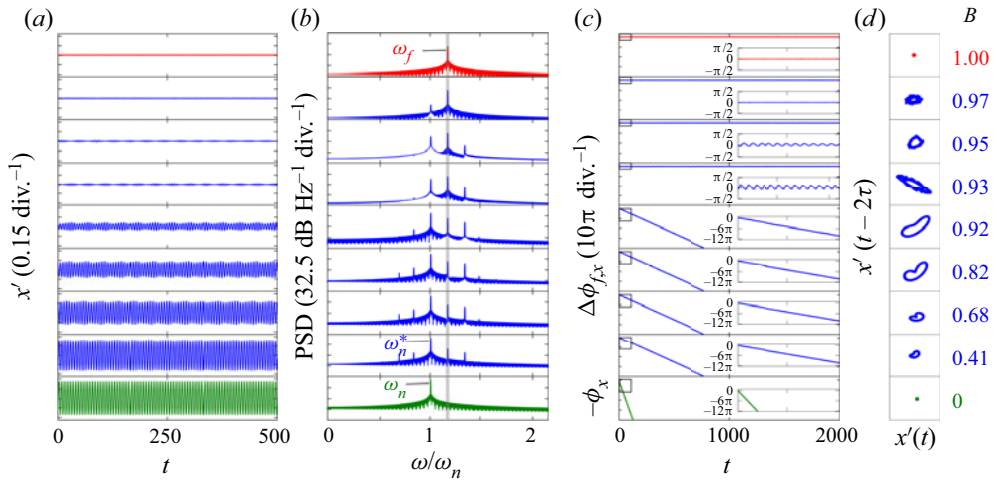 (a)
(b)
(c)
(d)
B
x′ (0.15 div.⁻¹)
0
250
500
t
PSD (32.5 dB Hz⁻¹ div.⁻¹)
ω_f
ω_n^*
ω_n
0
1
2
ω/ω_n
Δϕ_{f,x} (10π div.⁻¹)
−ϕ_x
π/2
0
−π/2
π/2
0
−π/2
π/2
0
−π/2
π/2
0
−π/2
0
−6π
−12π
0
−6π
−12π
0
−6π
−12π
0
−6π
−12π
0
−6π
−12π
0
1000
2000
t
x′(t − 2τ)
x′(t)
1.00
0.97
0.95
0.93
0.92
0.82
0.68
0.41
0